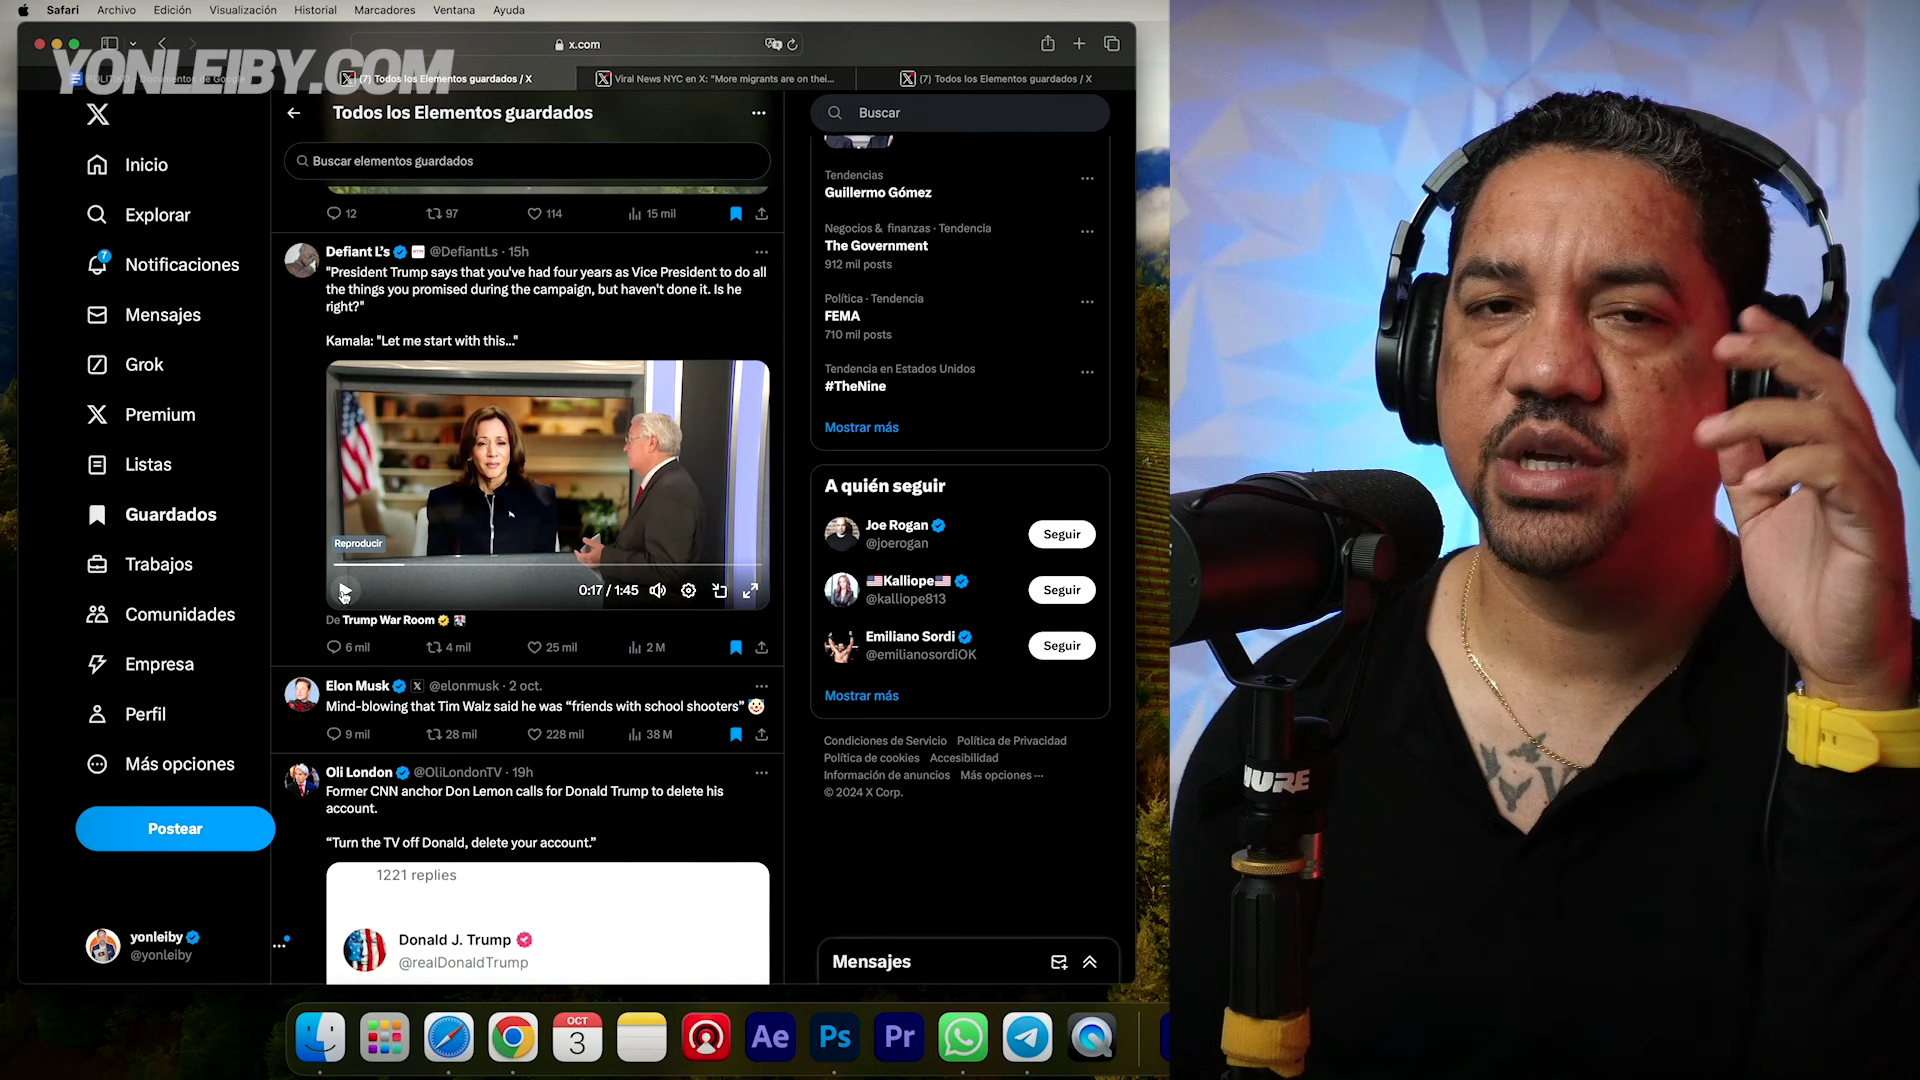 Safari Archivo Edición Visualización Historial Marcadores Ventana Ayuda
x.com
YONLEIBY.COM
(7) Todos los Elementos guardados / X
Viral News NYC en X: "More migrants are on thei...
(7) Todos los Elementos guardados / X
Inicio
Explorar
7
Notificaciones
Mensajes
Grok
Premium
Listas
Guardados
Trabajos
Comunidades
Empresa
Perfil
Más opciones
Postear
yonleiby
@yonleiby
Todos los Elementos guardados
Buscar elementos guardados
12 97 114 15 mil
Defiant L's @DefiantLs · 15h
"President Trump says that you've had four years as Vice President to do all
the things you promised during the campaign, but haven't done it. Is he
right?"
Kamala: "Let me start with this..."
Reproducir
0:17 / 1:45
De Trump War Room
6 mil 4 mil 25 mil 2 M
Elon Musk @elonmusk · 2 oct.
Mind-blowing that Tim Walz said he was “friends with school shooters” 🤡
9 mil 28 mil 228 mil 38 M
Oli London @OliLondonTV · 19h
Former CNN anchor Don Lemon calls for Donald Trump to delete his
account.
“Turn the TV off Donald, delete your account.”
1221 replies
Donald J. Trump
@realDonaldTrump
Buscar
Tendencias
Guillermo Gómez
Negocios & finanzas · Tendencia
The Government
912 mil posts
Política · Tendencia
FEMA
710 mil posts
Tendencia en Estados Unidos
#TheNine
Mostrar más
A quién seguir
Joe Rogan
@joerogan
Seguir
🇺🇸Kalliope🇺🇸
@kalliope813
Seguir
Emiliano Sordi
@emilianosordiOK
Seguir
Mostrar más
Condiciones de Servicio Política de Privacidad
Política de cookies Accesibilidad
Información de anuncios Más opciones ···
© 2024 X Corp.
Mensajes
OCT
3
Ae
Ps
Pr